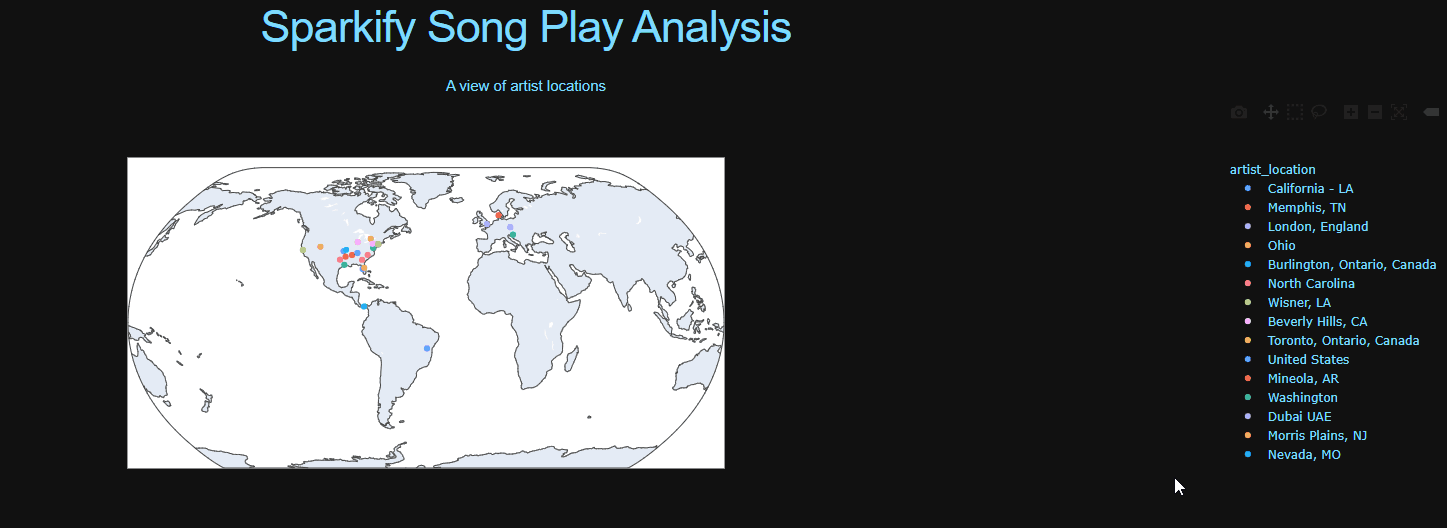 Sparkify Song Play Analysis
A view of artist locations
artist_location
California - LA
Memphis, TN
London, England
Ohio
Burlington, Ontario, Canada
North Carolina
Wisner, LA
Beverly Hills, CA
Toronto, Ontario, Canada
United States
Mineola, AR
Washington
Dubai UAE
Morris Plains, NJ
Nevada, MO